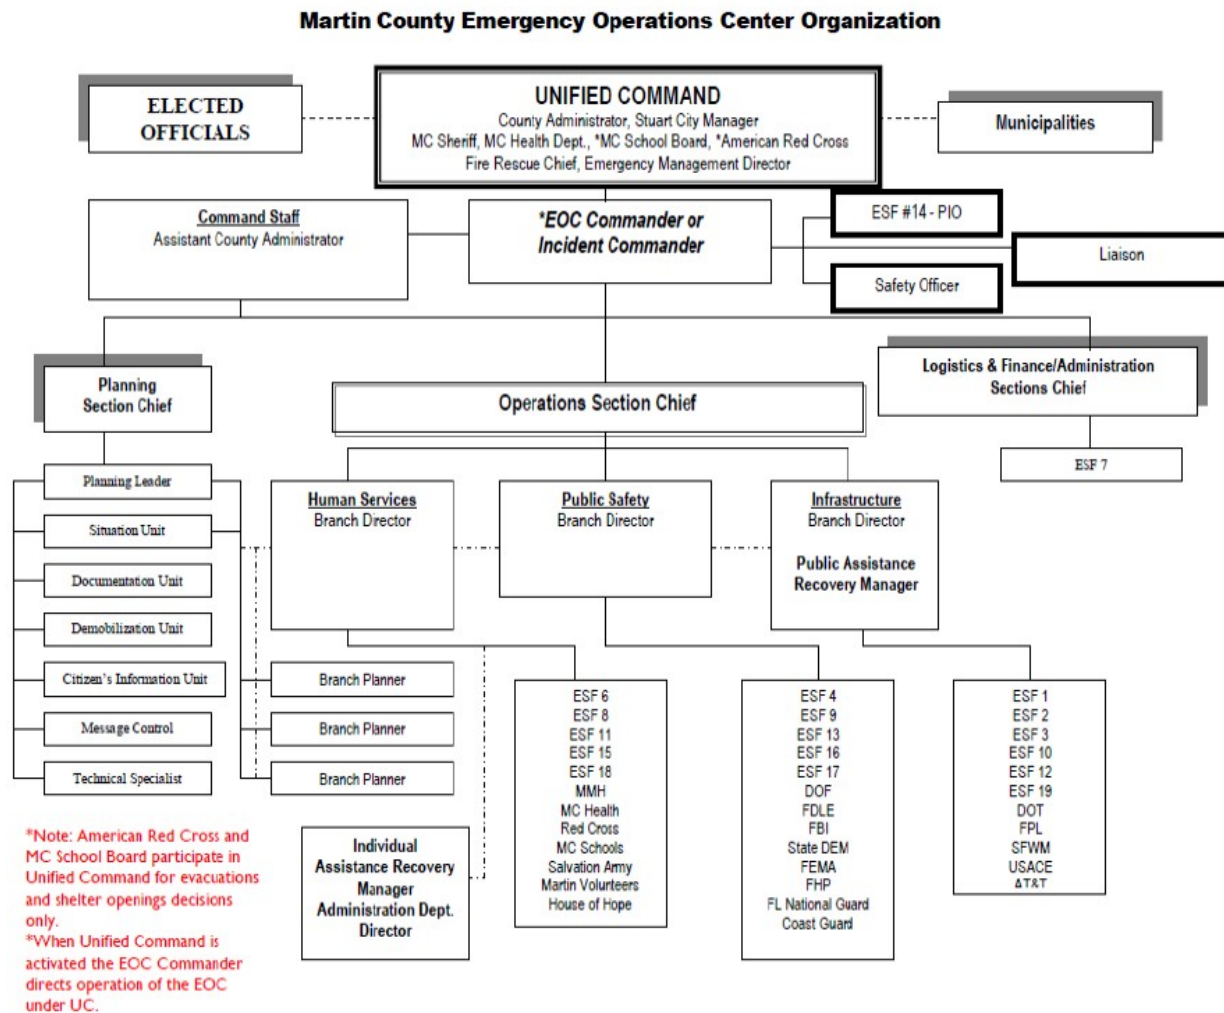 Martin County Emergency Operations Center Organization
ELECTED
OFFICIALS
UNIFIED COMMAND
County Administrator, Stuart City Manager
MC Sheriff, MC Health Dept., *MC School Board, *American Red Cross
Fire Rescue Chief, Emergency Management Director
Municipalities
Command Staff
Assistant County Administrator
*EOC Commander or
Incident Commander
ESF #14 - PIO
Liaison
Safety Officer
Planning
Section Chief
Operations Section Chief
Logistics & Finance/Administration
Sections Chief
ESF 7
Planning Leader
Situation Unit
Documentation Unit
Demobilization Unit
Citizen's Information Unit
Message Control
Technical Specialist
Human Services
Branch Director
Public Safety
Branch Director
Infrastructure
Branch Director
Public Assistance
Recovery Manager
Branch Planner
Branch Planner
Branch Planner
Individual
Assistance Recovery
Manager
Administration Dept.
Director
ESF 6
ESF 8
ESF 11
ESF 15
ESF 18
MMH
MC Health
Red Cross
MC Schools
Salvation Army
Martin Volunteers
House of Hope
ESF 4
ESF 9
ESF 13
ESF 16
ESF 17
DOF
FDLE
FBI
State DEM
FEMA
FHP
FL National Guard
Coast Guard
ESF 1
ESF 2
ESF 3
ESF 10
ESF 12
ESF 19
DOT
FPL
SFWM
USACE
AT&T
*Note: American Red Cross and
MC School Board participate in
Unified Command for evacuations
and shelter openings decisions
only.
*When Unified Command is
activated the EOC Commander
directs operation of the EOC
under UC.